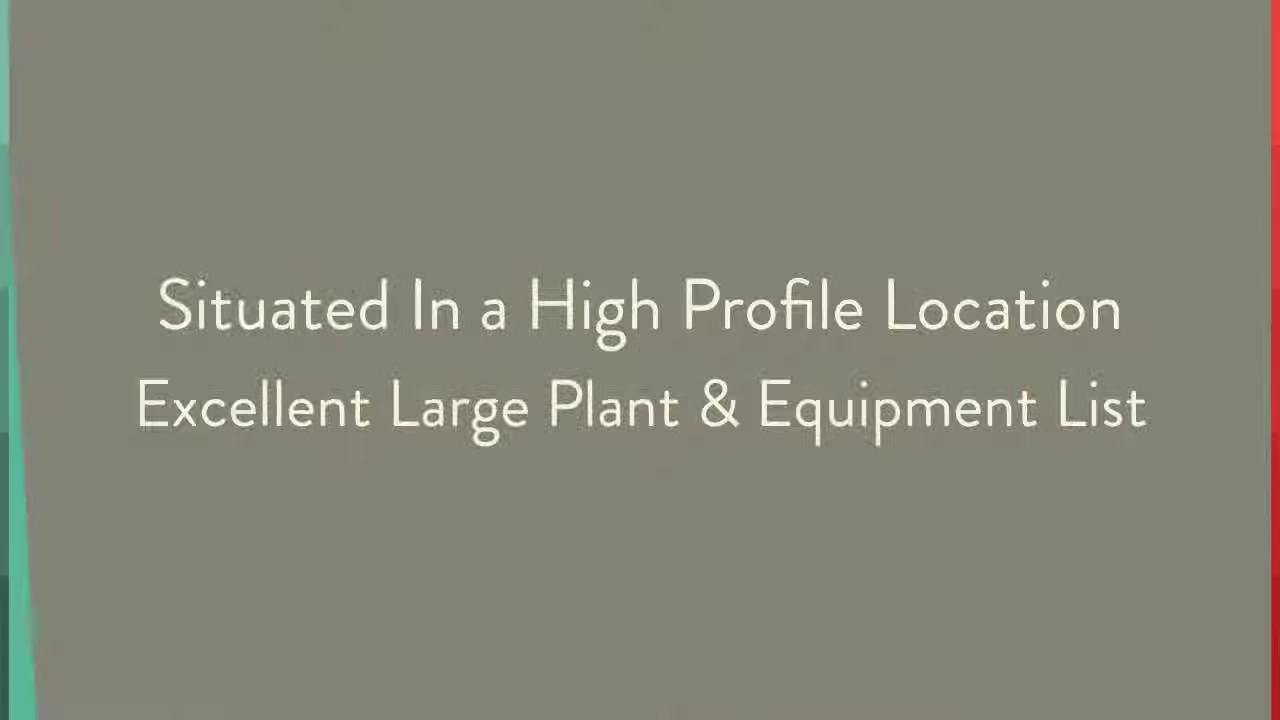 Situated In a High Profile Location
Excellent Large Plant & Equipment List